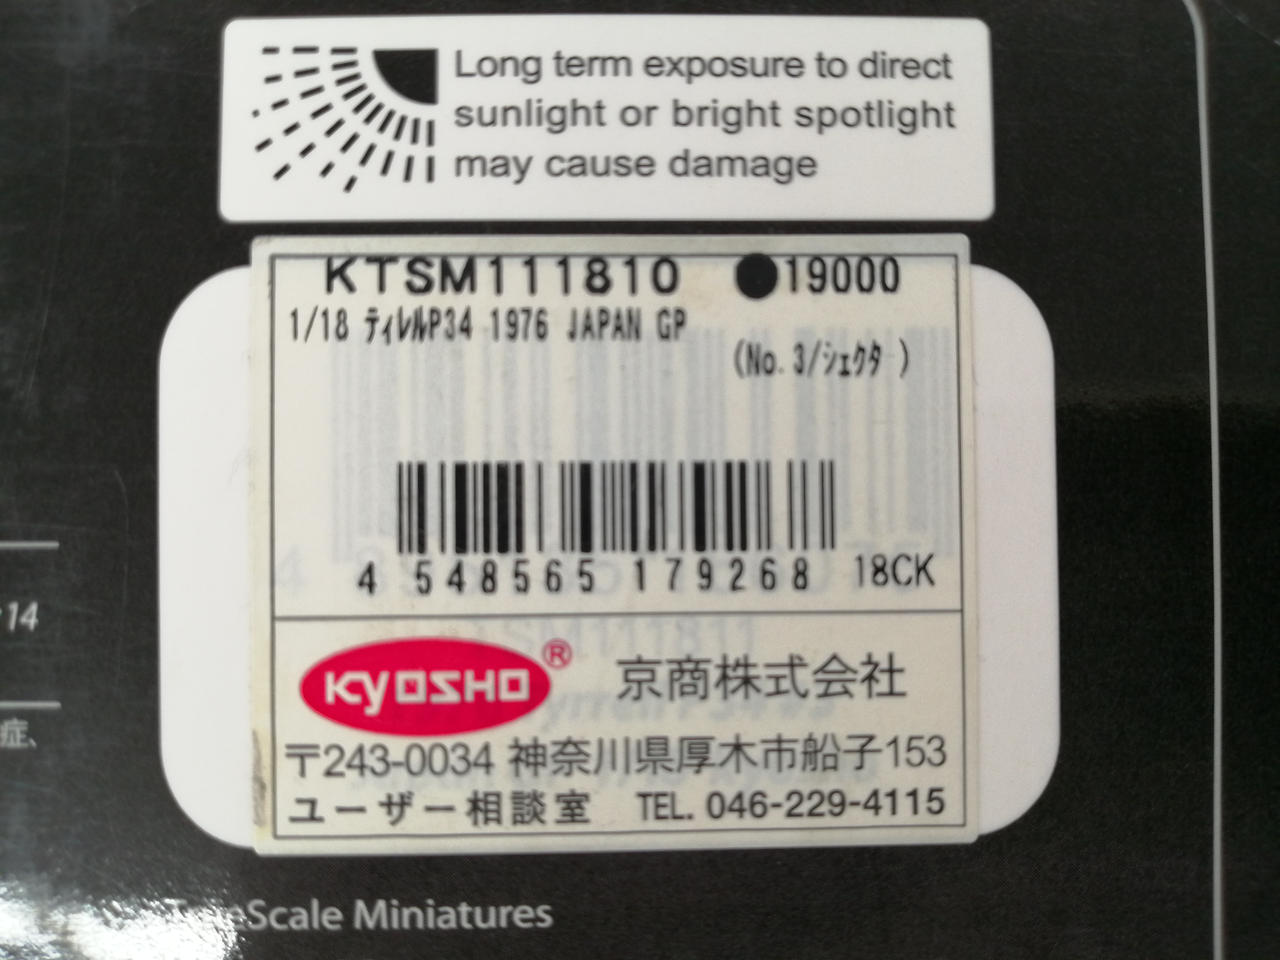 Long term exposure to direct
sunlight or bright spotlight
may cause damage
KTSM111810 ●19000
1/18 ティレルP34 1976 JAPAN GP
(No. 3/シェクタ )
4 548565 179268 18CK
KYOSHO® 京商株式会社
〒243-0034 神奈川県厚木市船子153
ユーザー相談室 TEL. 046-229-4115
14
症、
TrueScale Miniatures